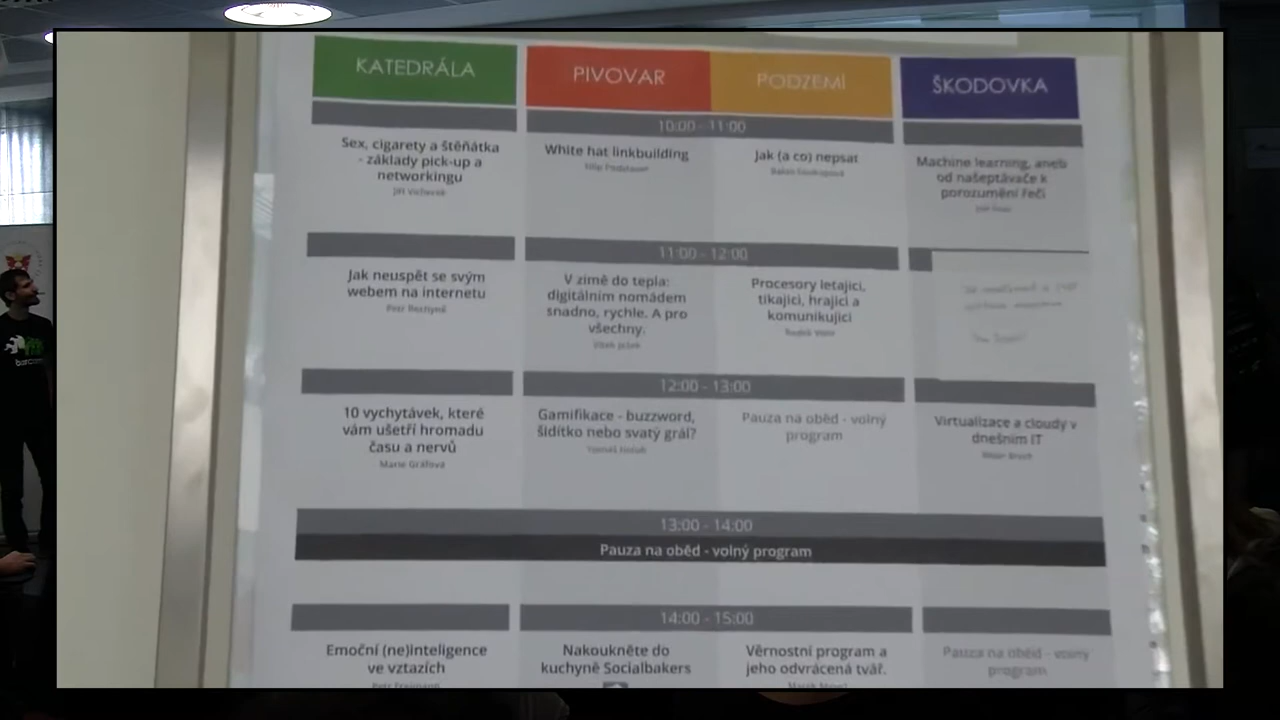 KATEDRÁLA
PIVOVAR
PODZEMÍ
ŠKODOVKA
10:00 - 11:00
Sex, cigarety a štěňátka
- základy pick-up a
networkingu
White hat linkbuilding
Jak (a co) nepsat
Machine learning, aneb
od našeptávače k
porozumění řeči
11:00 - 12:00
Jak neuspět se svým
webem na internetu
V zimě do tepla:
digitálním nomádem
snadno, rychle. A pro
všechny.
Procesory létající,
tikající, hrající a
komunikující
12:00 - 13:00
10 vychytávek, které
vám ušetří hromadu
času a nervů
Marie Gráfová
Gamifikace - buzzword,
šidítko nebo svatý grál?
Pauza na oběd - volný
program
Virtualizace a cloudy v
dnešním IT
13:00 - 14:00
Pauza na oběd - volný program
14:00 - 15:00
Emoční (ne)inteligence
ve vztazích
Nakoukněte do
kuchyně Socialbakers
Věrnostní program a
jeho odvrácená tvář.
Pauza na oběd - volný
program